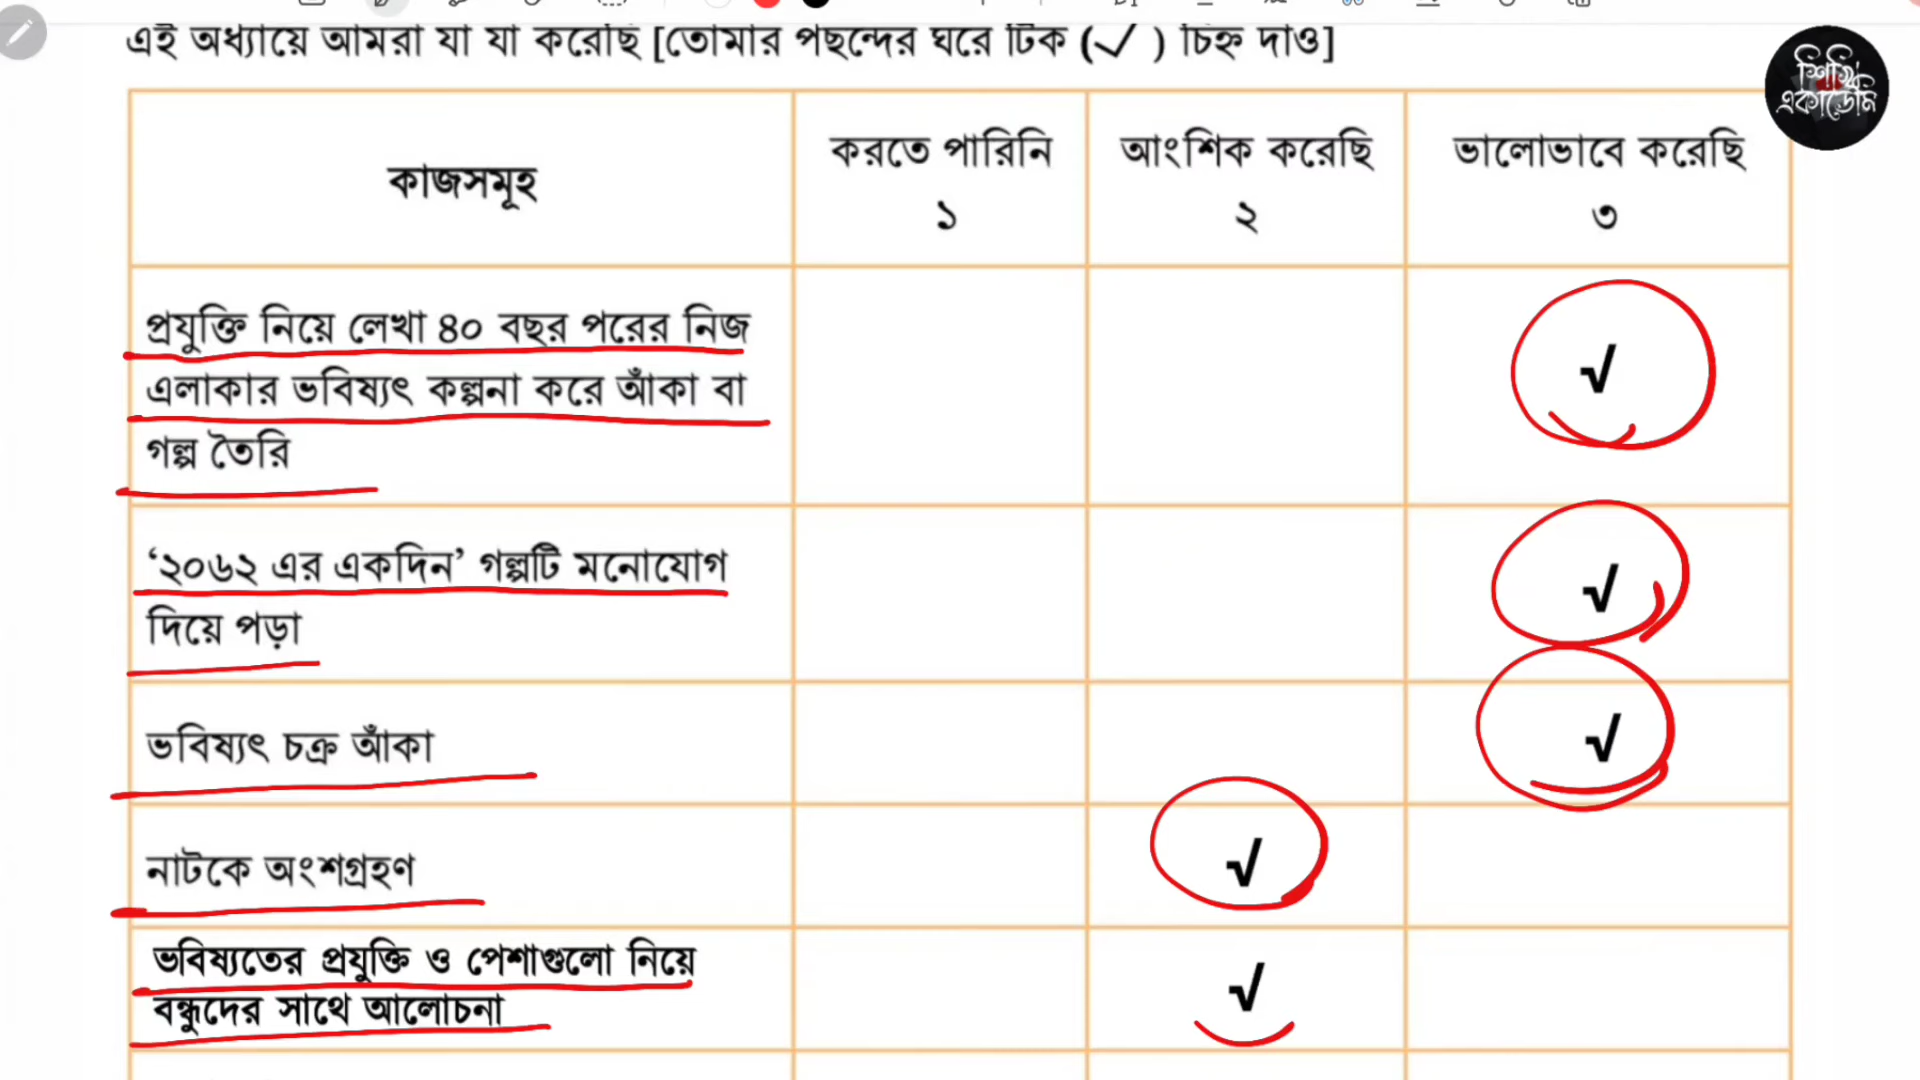 এই অধ্যায়ে আমরা যা যা করেছি [তোমার পছন্দের ঘরে টিক (✓) চিহ্ন দাও]
শিখি একাডেমি
কাজসমূহ
করতে পারিনি
১
আংশিক করেছি
২
ভালোভাবে করেছি
৩
প্রযুক্তি নিয়ে লেখা ৪০ বছর পরের নিজ
এলাকার ভবিষ্যৎ কল্পনা করে আঁকা বা
গল্প তৈরি
√
‘২০৬২ এর একদিন’ গল্পটি মনোযোগ
দিয়ে পড়া
√
ভবিষ্যৎ চক্র আঁকা
√
নাটকে অংশগ্রহণ
√
ভবিষ্যতের প্রযুক্তি ও পেশাগুলো নিয়ে
বন্ধুদের সাথে আলোচনা
√